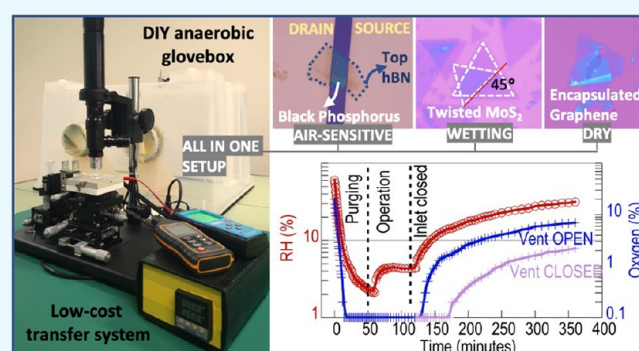 DIY anaerobic
glovebox
Low-cost
transfer system
ALL IN ONE
SETUP
DRAIN SOURCE
Top
hBN
Black Phosphorus
AIR-SENSITIVE
45°
Twisted MoS₂
WETTING
Encapsulated
Graphene
DRY
Purging
Operation
Inlet closed
Vent OPEN
Vent CLOSED
RH (%)
10
1
Oxygen (%)
10
1
0.1
0 50 100 150 200 250 300 350 400
Time (minutes)